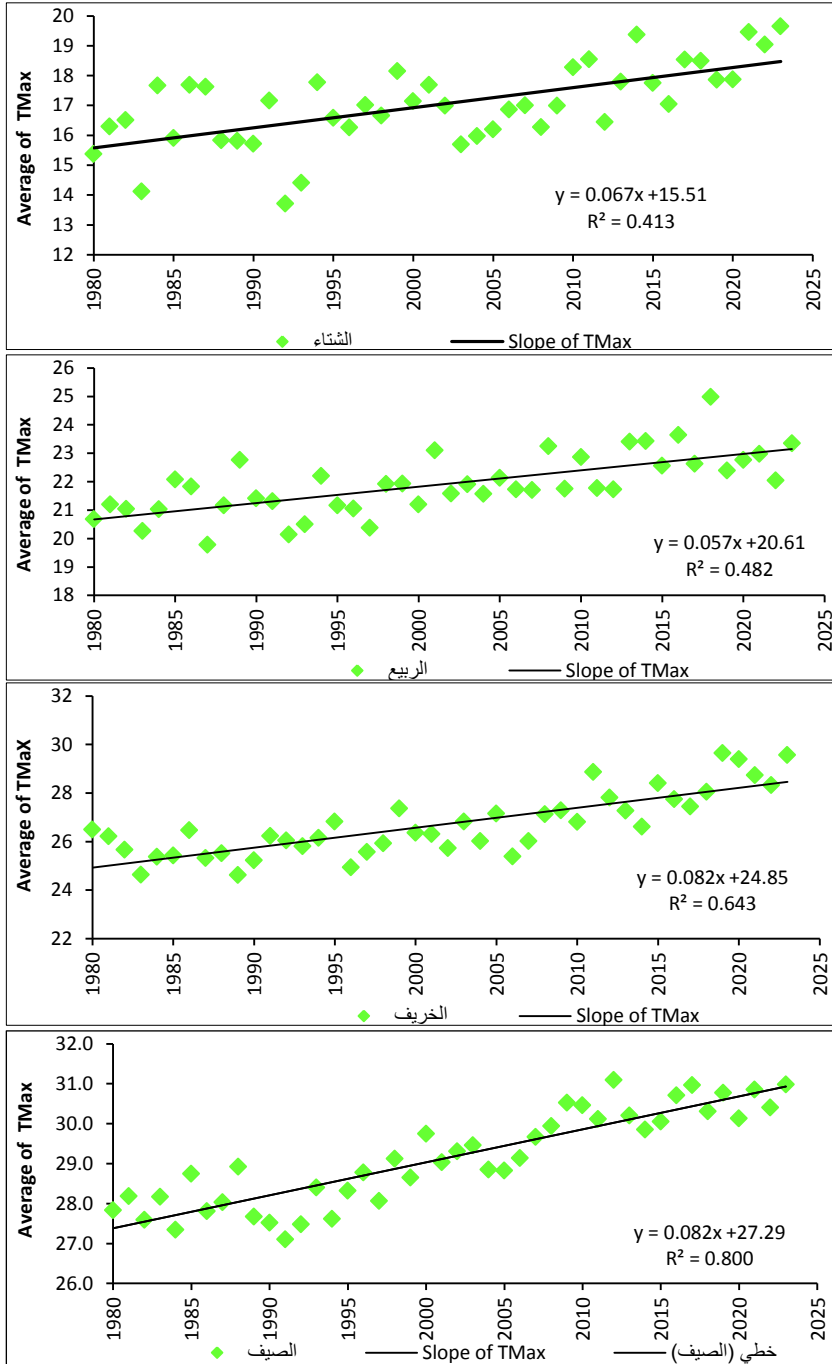 Average of TMax
20
19
18
17
16
15
14
13
12
y = 0.067x +15.51
R² = 0.413
1980 1985 1990 1995 2000 2005 2010 2015 2020 2025
الشتاء Slope of TMax
Average of TMax
26
25
24
23
22
21
20
19
18
y = 0.057x +20.61
R² = 0.482
1980 1985 1990 1995 2000 2005 2010 2015 2020 2025
الربيع Slope of TMax
Average of TMaX
32
30
28
26
24
22
y = 0.082x +24.85
R² = 0.643
1980 1985 1990 1995 2000 2005 2010 2015 2020 2025
الخريف Slope of TMax
Average of TMax
32.0
31.0
30.0
29.0
28.0
27.0
26.0
y = 0.082x +27.29
R² = 0.800
1980 1985 1990 1995 2000 2005 2010 2015 2020 2025
الصيف Slope of TMax خطي (الصيف)